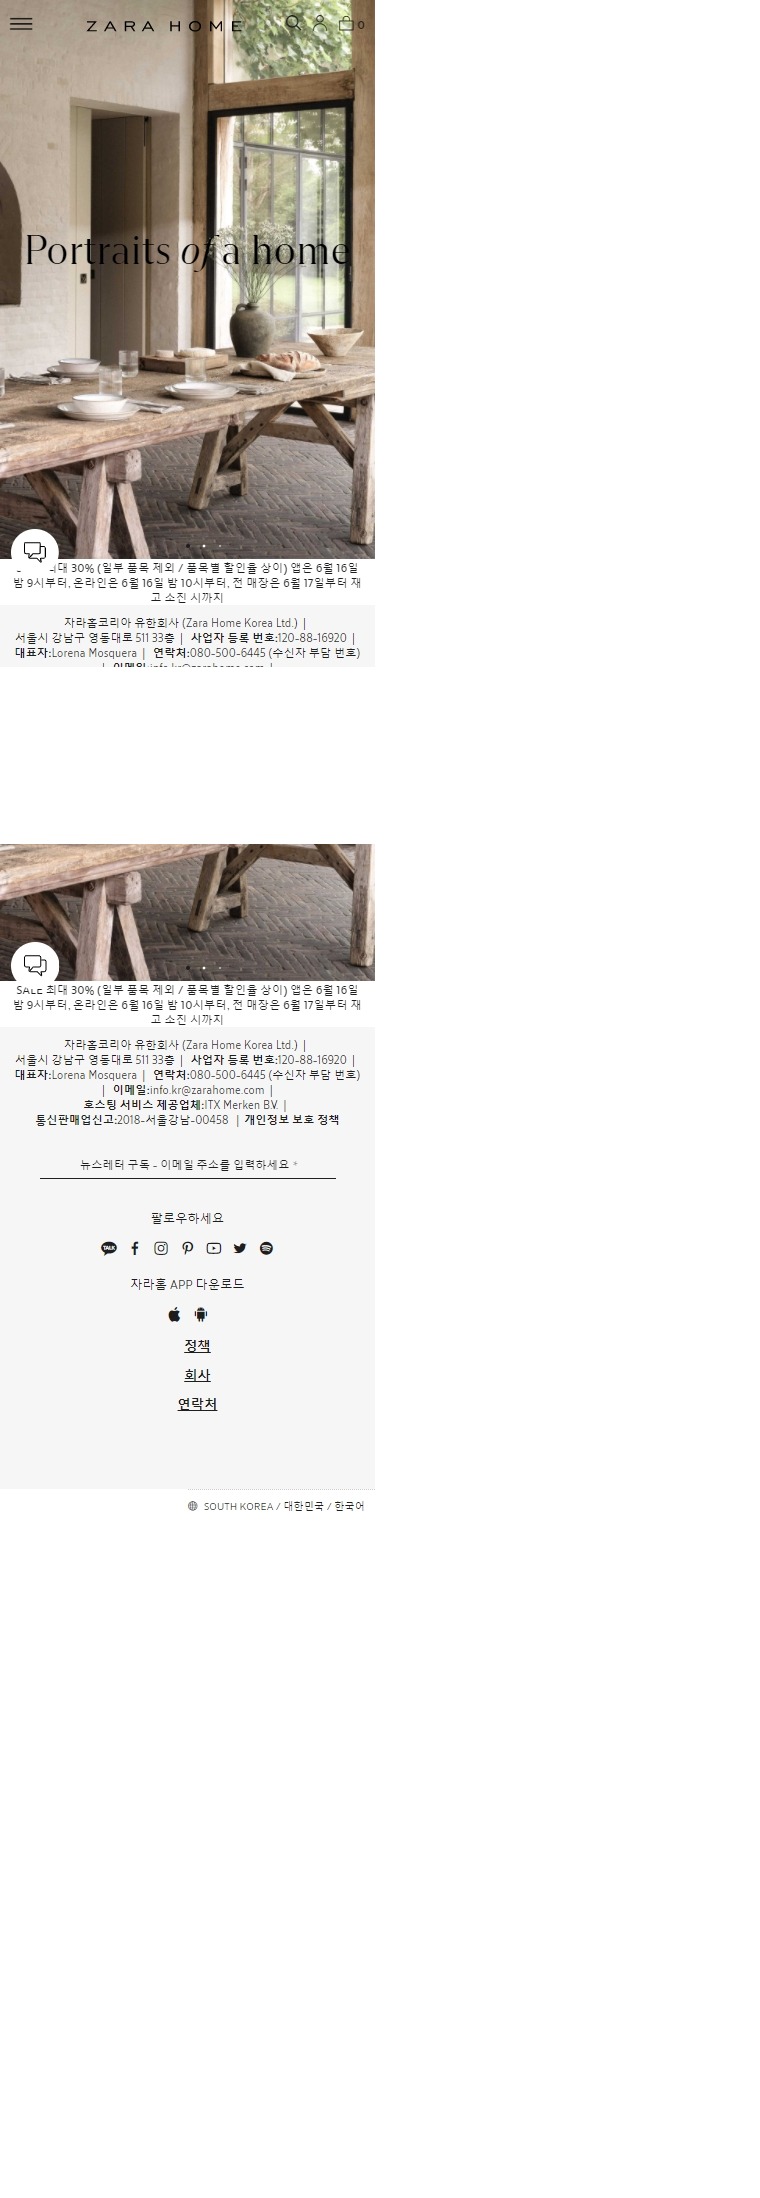 ZARA HOME
0
Portraits of a home
최대 30% (일부 품목 제외 / 품목별 할인율 상이) 앱은 6월 16일
밤 9시부터, 온라인은 6월 16일 밤 10시부터, 전 매장은 6월 17일부터 재
고 소진 시까지
자라홈코리아 유한회사 (Zara Home Korea Ltd.) |
서울시 강남구 영동대로 511 33층 | 사업자 등록 번호:120-88-16920 |
대표자:Lorena Mosquera | 연락처:080-500-6445 (수신자 부담 번호)
| 이메일:info.kr@zarahome.com |
SALE 최대 30% (일부 품목 제외 / 품목별 할인율 상이) 앱은 6월 16일
밤 9시부터, 온라인은 6월 16일 밤 10시부터, 전 매장은 6월 17일부터 재
고 소진 시까지
자라홈코리아 유한회사 (Zara Home Korea Ltd.) |
서울시 강남구 영동대로 511 33층 | 사업자 등록 번호:120-88-16920 |
대표자:Lorena Mosquera | 연락처:080-500-6445 (수신자 부담 번호)
| 이메일:info.kr@zarahome.com |
호스팅 서비스 제공업체:ITX Merken B.V. |
통신판매업신고:2018-서울강남-00458 | 개인정보 보호 정책
뉴스레터 구독 - 이메일 주소를 입력하세요 *
팔로우하세요
TALK
자라홈 APP 다운로드
정책
회사
연락처
SOUTH KOREA / 대한민국 / 한국어